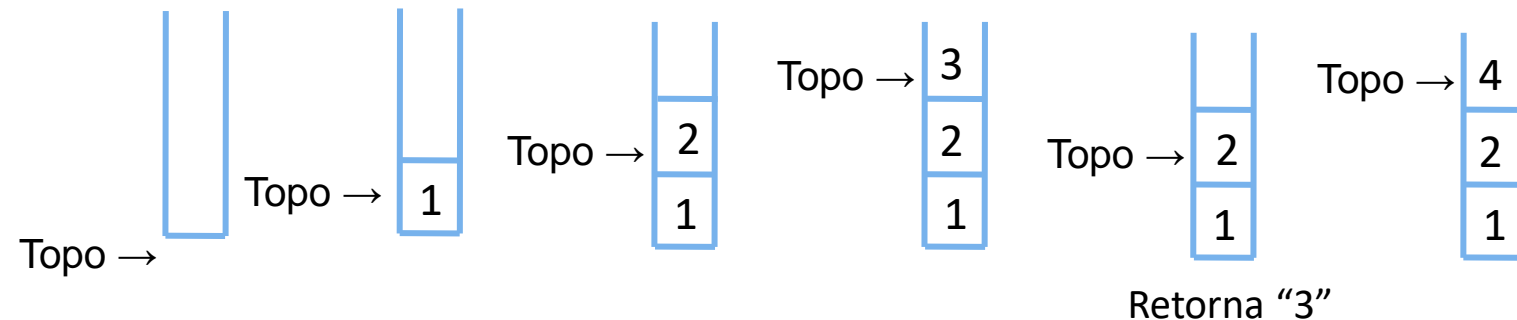 Topo →
Topo → 1
Topo → 2
1
Topo → 3
2
1
Topo → 2
1
Retorna “3”
Topo → 4
2
1